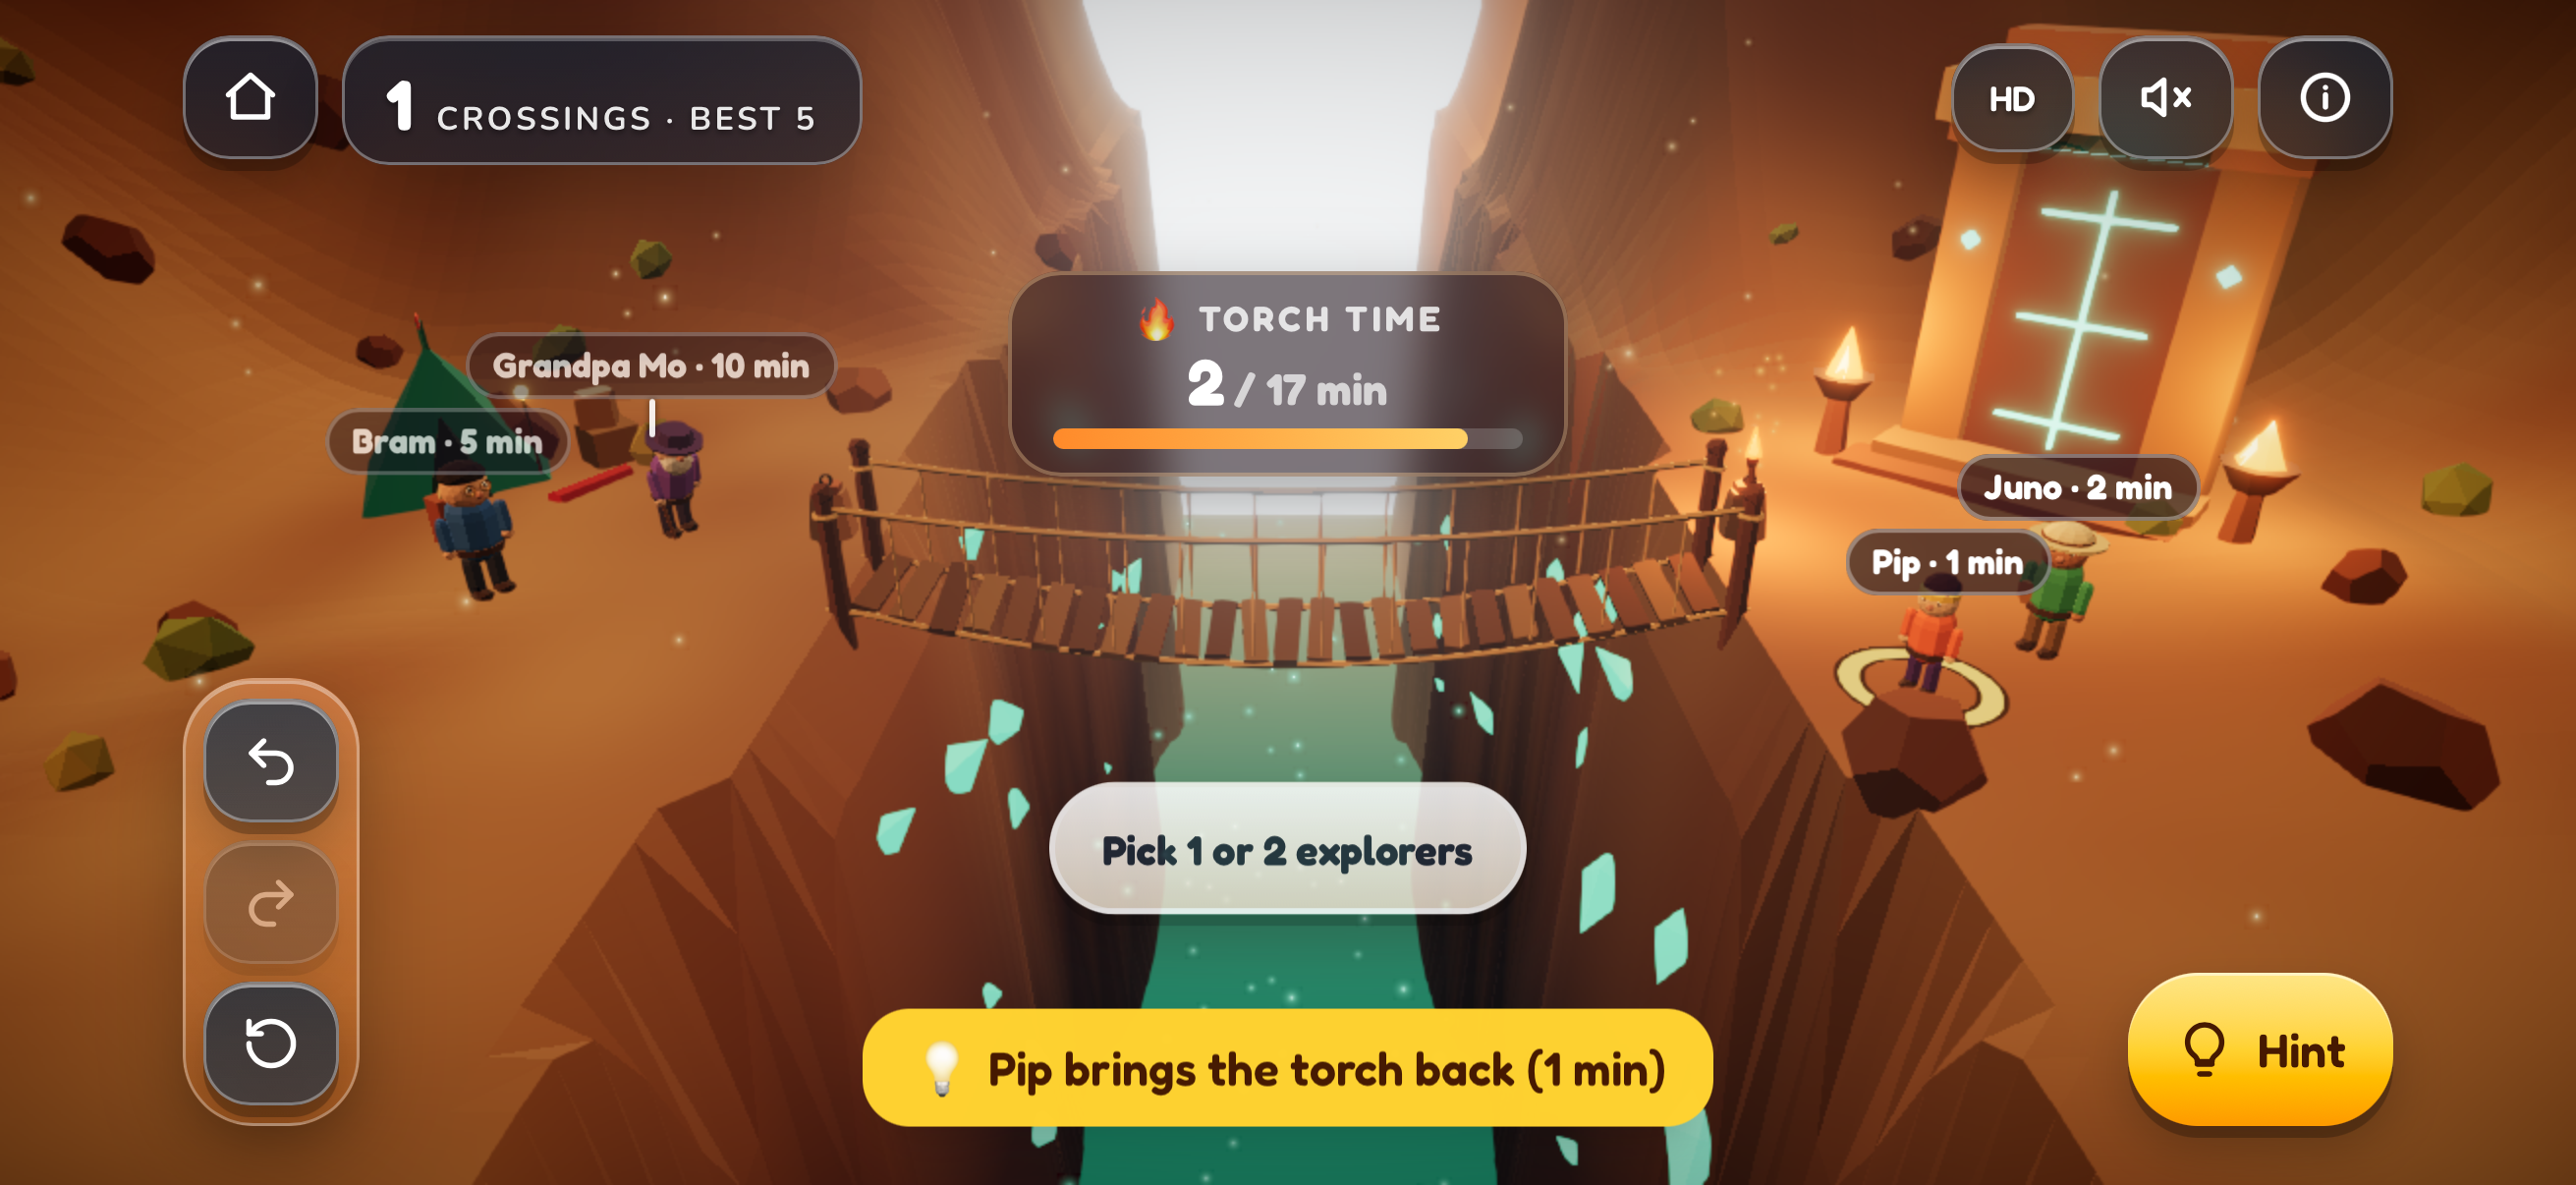 1 CROSSINGS · BEST 5
HD
🔥 TORCH TIME
2 / 17 min
Grandpa Mo · 10 min
Bram · 5 min
Juno · 2 min
Pip · 1 min
Pick 1 or 2 explorers
💡 Pip brings the torch back (1 min)
Hint